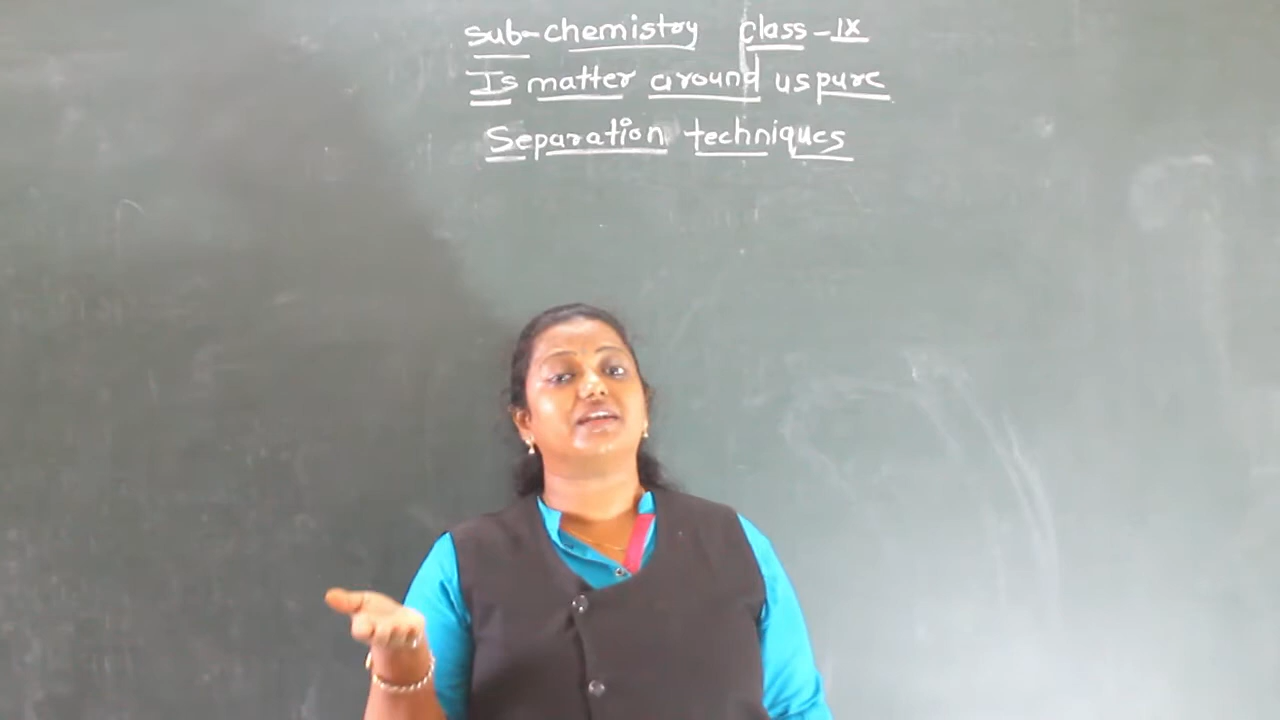 sub-chemistry class-IX
Is matter around us pure
Separation techniques